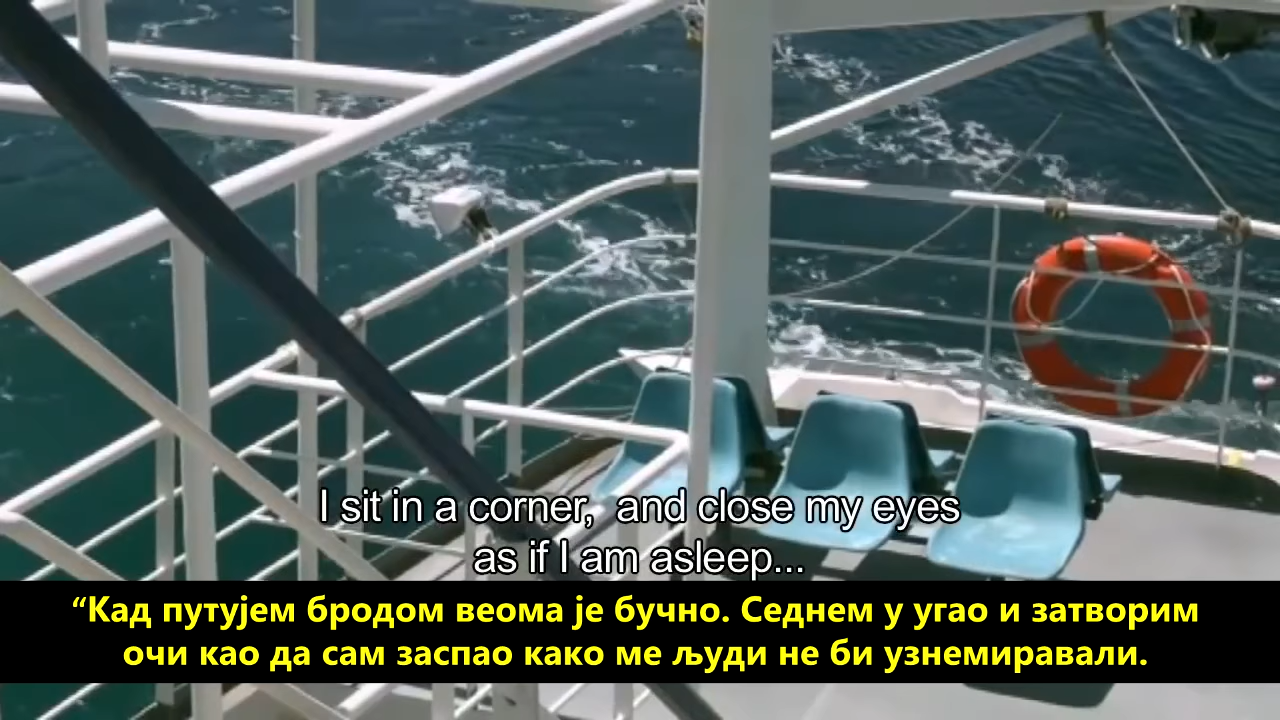 I sit in a corner,  and close my eyes
as if I am asleep...
“Кад путујем бродом веома је бучно. Седнем у угао и затворим
очи као да сам заспао како ме људи не би узнемиравали.